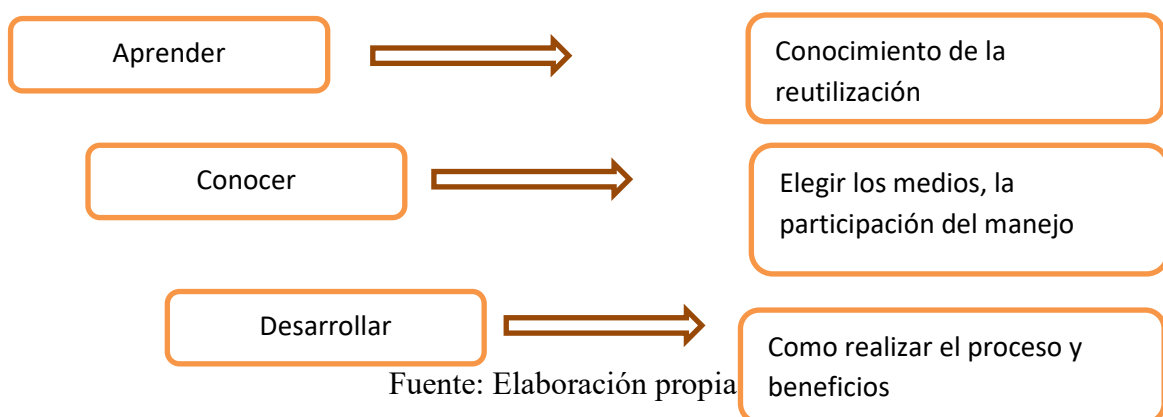 Aprender
Conocimiento de la
reutilización
Conocer
Elegir los medios, la
participación del manejo
Desarrollar
Como realizar el proceso y
beneficios
Fuente: Elaboración propia